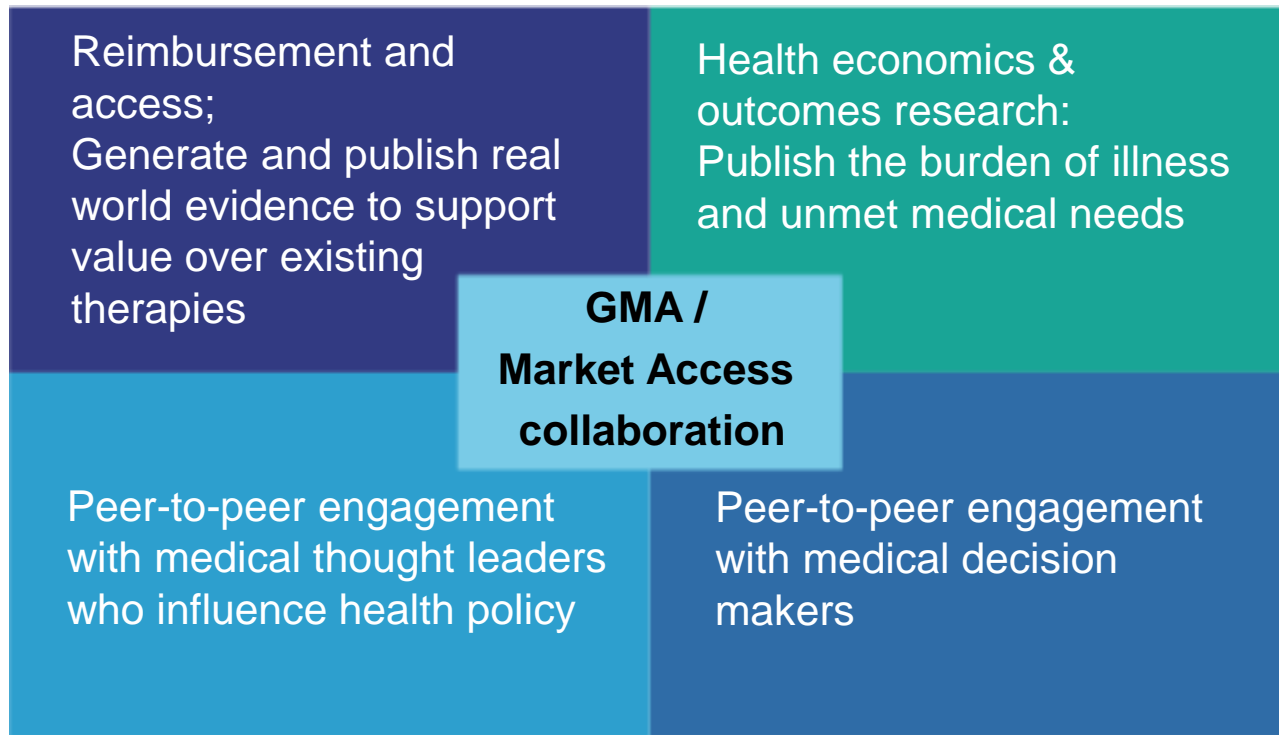 Reimbursement and
access;
Generate and publish real
world evidence to support
value over existing
therapies
Health economics &
outcomes research:
Publish the burden of illness
and unmet medical needs
GMA /
Market Access
collaboration
Peer-to-peer engagement
with medical thought leaders
who influence health policy
Peer-to-peer engagement
with medical decision
makers